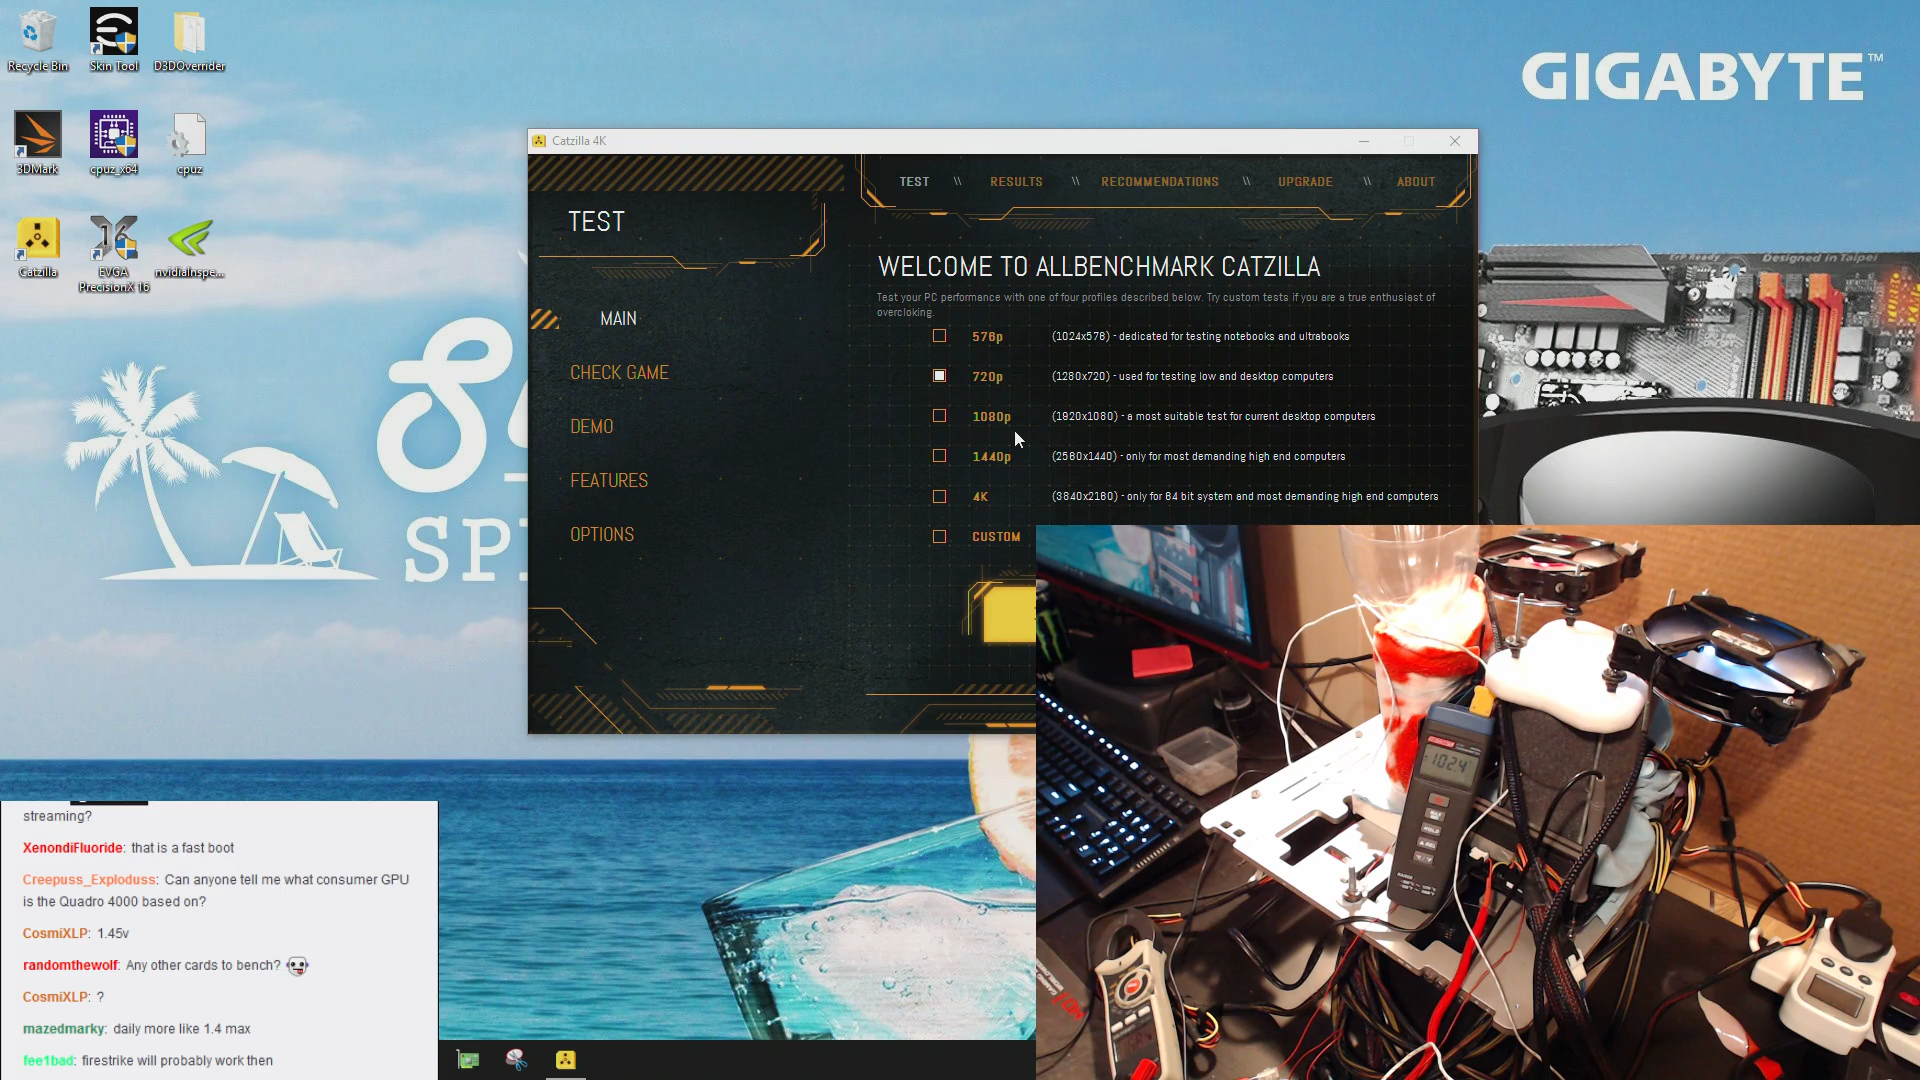 Recycle Bin
Skin Tool
D3DOverrider
3DMark
cpuz_x64
cpuz
Catzilla
EVGA
PrecisionX 16
nvidiaInspe...
GIGABYTE™
ErP Ready
Designed in Taipei
Catzilla 4K
TEST \\ RESULTS \\ RECOMMENDATIONS \\ UPGRADE \\ ABOUT
TEST
MAIN
CHECK GAME
DEMO
FEATURES
OPTIONS
WELCOME TO ALLBENCHMARK CATZILLA
Test your PC performance with one of four profiles described below. Try custom tests if you are a true enthusiast of
overcloking.
576p (1024x576) - dedicated for testing notebooks and ultrabooks
720p (1280x720) - used for testing low and desktop computers
1080p (1920x1080) - a most suitable test for current desktop computers
1440p (2560x1440) - only for most demanding high end computers
4K (3840x2160) - only for 64 bit system and most demanding high end computers
CUSTOM
-102.4
streaming?
XenondiFluoride: that is a fast boot
Creepuss_Exploduss: Can anyone tell me what consumer GPU
is the Quadro 4000 based on?
CosmiXLP: 1.45v
randomthewolf: Any other cards to bench?
CosmiXLP: ?
mazedmarky: daily more like 1.4 max
fee1bad: firestrike will probably work then